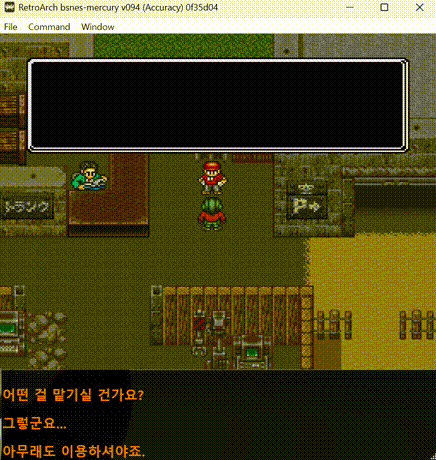 RetroArch bsnes-mercury v094 (Accuracy) 0f35d04
File Command Window
トランク
空
P→
어떤 걸 맡기실 건가요?
그렇군요...
아무래도 이용하셔야죠.